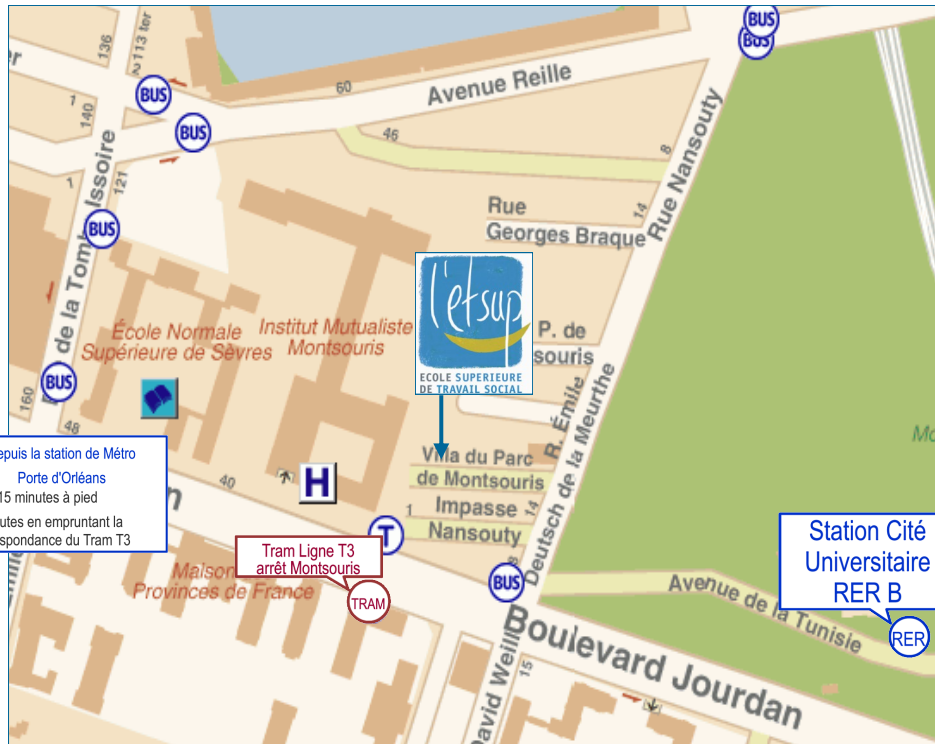 BUS
BUS
136
2 113 ter
er
1
140
BUS
BUS
60
Avenue Reille
46
8
Rue Nansouty
14
1
121
Issoire
Rue
Georges Braque
BUS
de la Tomb
l'etsup
ECOLE SUPERIEURE
DE TRAVAIL SOCIAL
École Normale
Supérieure de Sèvres
Institut Mutualiste
Montsouris
P. de
souris
BUS
160
48
R. Émile
Deutsch de la Meurthe
Mo
epuis la station de Métro
Porte d'Orléans
15 minutes à pied
utes en empruntant la
spondance du Tram T3
n
40
H
Villa du Parc
de Montsouris
1
Impasse
14
Nansouty
T
Tram Ligne T3
arrêt Montsouris
TRAM
Maison
Provinces de France
BUS
Station Cité
Universitaire
RER B
RER
Avenue de la Tunisie
Boulevard Jourdan
David Weill
15